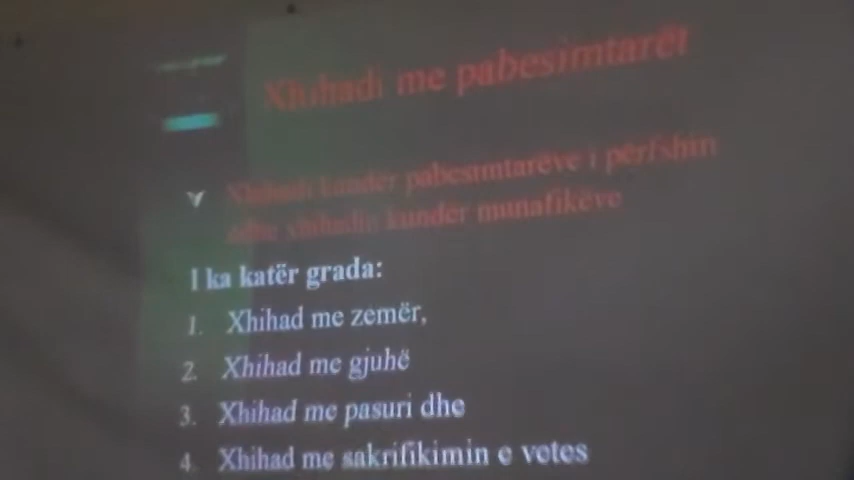 Xhihadi me pabesimtarët
Xhihadi kundër pabesimtarëve i përfshin
dhe xhihadin kundër munafikëve
I ka katër grada:
1. Xhihad me zemër,
2. Xhihad me gjuhë
3. Xhihad me pasuri dhe
4. Xhihad me sakrifikimin e vetes